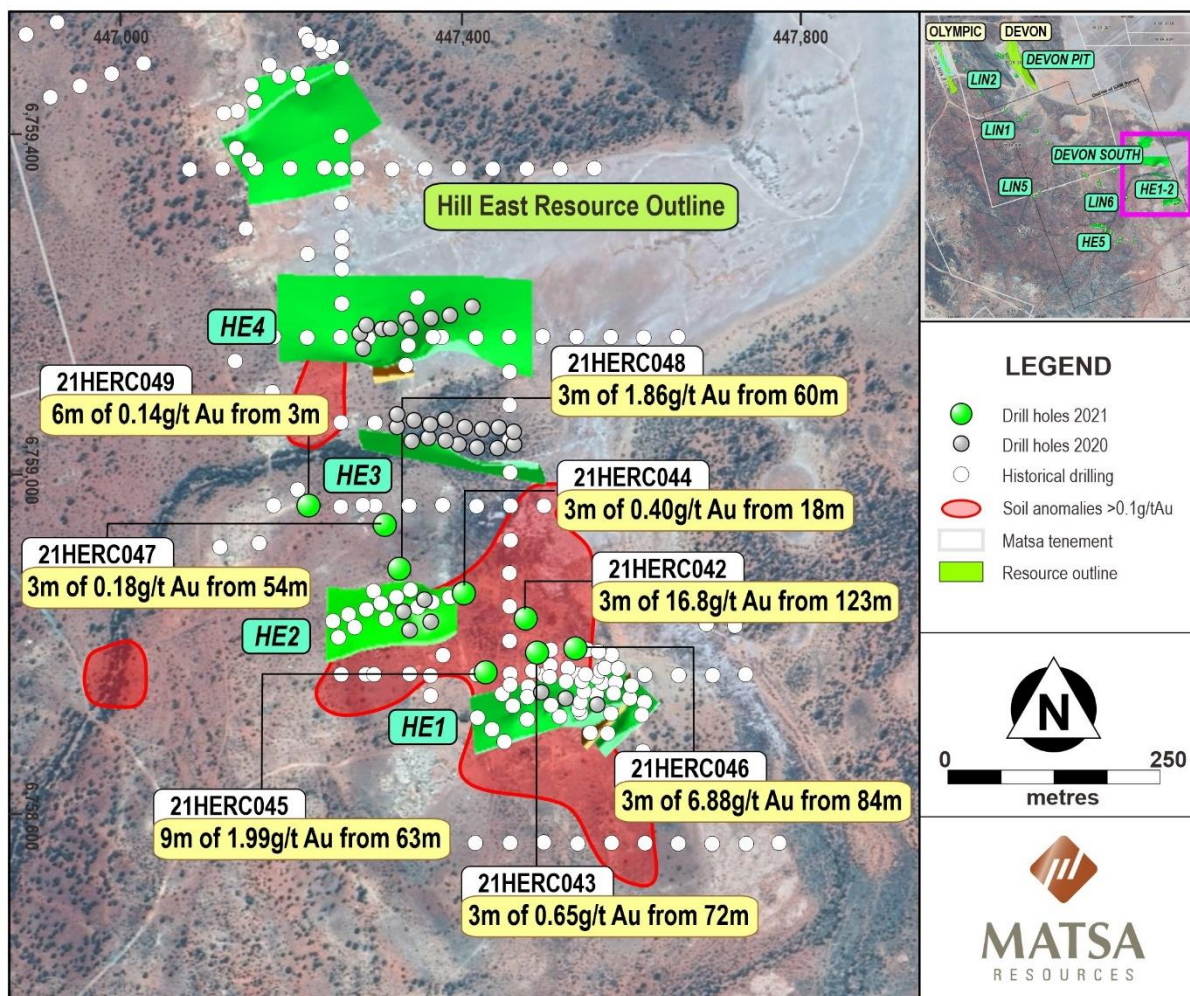 447,000
447,400
447,800
6,759,400
6,759,000
6,758,600
Hill East Resource Outline
HE4
21HERC049
6m of 0.14g/t Au from 3m
21HERC048
3m of 1.86g/t Au from 60m
HE3
21HERC044
3m of 0.40g/t Au from 18m
21HERC047
3m of 0.18g/t Au from 54m
21HERC042
3m of 16.8g/t Au from 123m
HE2
HE1
21HERC045
9m of 1.99g/t Au from 63m
21HERC046
3m of 6.88g/t Au from 84m
21HERC043
3m of 0.65g/t Au from 72m
OLYMPIC
DEVON
DEVON PIT
LIN2
LIN1
DEVON SOUTH
LIN5
LIN6
HE1-2
HE5
LEGEND
Drill holes 2021
Drill holes 2020
Historical drilling
Soil anomalies >0.1g/tAu
Matsa tenement
Resource outline
N
0
250
metres
MATSA
RESOURCES